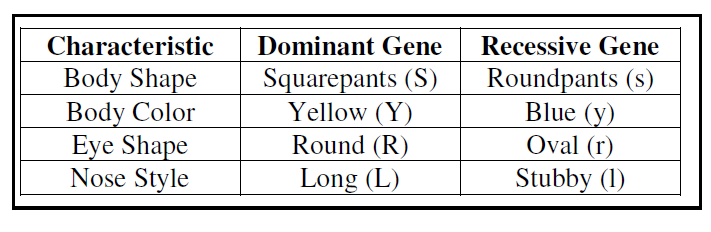 Characteristic Dominant Gene Recessive Gene
Body Shape Squarepants (S) Roundpants (s)
Body Color Yellow (Y) Blue (y)
Eye Shape Round (R) Oval (r)
Nose Style Long (L) Stubby (l)